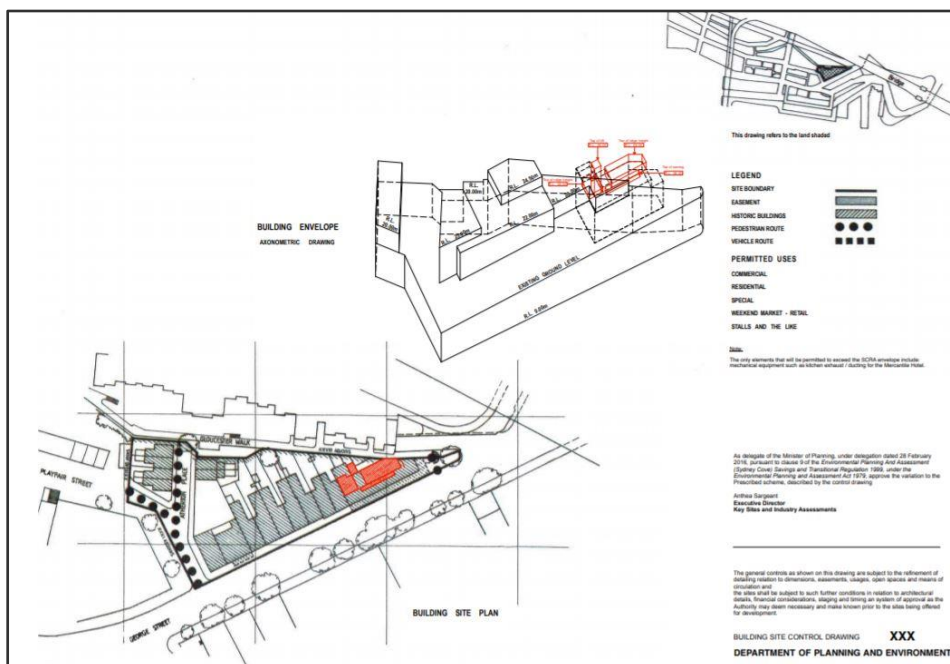 Bridge
This drawing refers to the land shaded
LEGEND
SITE BOUNDARY
EASEMENT
HISTORIC BUILDINGS
PEDESTRIAN ROUTE
VEHICLE ROUTE
PERMITTED USES
COMMERCIAL
RESIDENTIAL
SPECIAL
WEEKEND MARKET - RETAIL
STALLS AND THE LIKE
Note.
The only elements that will be permitted to exceed the SCRA envelope include
mechanical equipment such as kitchen exhaust / ducting for the Mercantile Hotel.
BUILDING ENVELOPE
AXONOMETRIC DRAWING
R.L.
R.L.
R.L. 24.50m
22.00m
R.L.
EXISTING GROUND LEVEL
R.L.
GLOUCESTER WALK
PLAYFAIR STREET
GEORGE STREET
BUILDING SITE PLAN
As delegate of the Minister of Planning, under delegation dated 26 February
2016, pursuant to clause 9 of the Environmental Planning And Assessment
(Sydney Cove) Savings and Transitional Regulation 1999, under the
Environmental Planning and Assessment Act 1979, approve the variation to the
Prescribed scheme, described by the control drawing
Anthea Sargeant
Executive Director
Key Sites and Industry Assessments
The general controls as shown on this drawing are subject to the refinement of
detailing relation to dimensions, easements, usages, open spaces and means of
circulation and
the sites shall be subject to such further conditions in relation to architectural
details, financial considerations, staging and timing an system of approval as the
Authority may deem necessary and make known prior to the sites being offered
for development.
BUILDING SITE CONTROL DRAWING XXX
DEPARTMENT OF PLANNING AND ENVIRONMENT